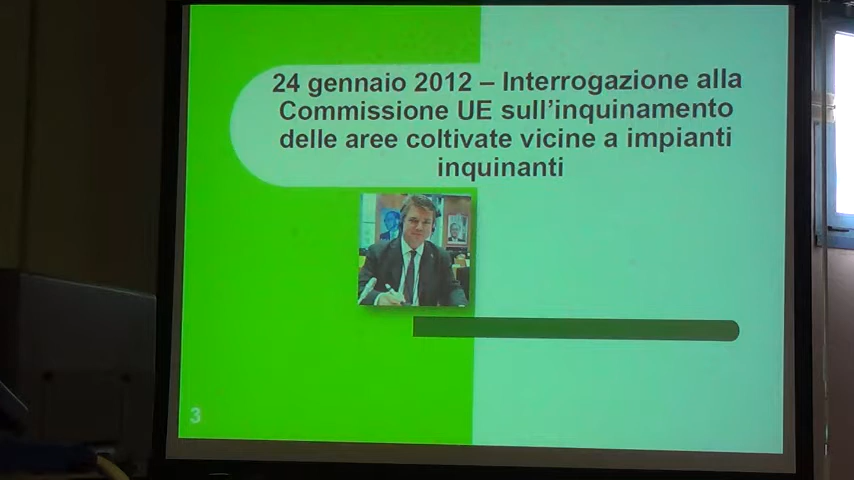 24 gennaio 2012 – Interrogazione alla
Commissione UE sull'inquinamento
delle aree coltivate vicine a impianti
inquinanti
3